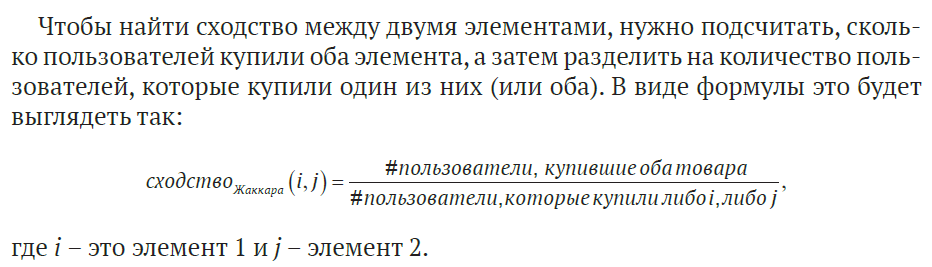 Чтобы найти сходство между двумя элементами, нужно подсчитать, сколь-
ко пользователей купили оба элемента, а затем разделить на количество поль-
зователей, которые купили один из них (или оба). В виде формулы это будет
выглядеть так:
#пользователи, купившие оба товара
сходство Жаккара (i, j) =
#пользователи, которые купили либо i, либо j,
где i – это элемент 1 и j – элемент 2.